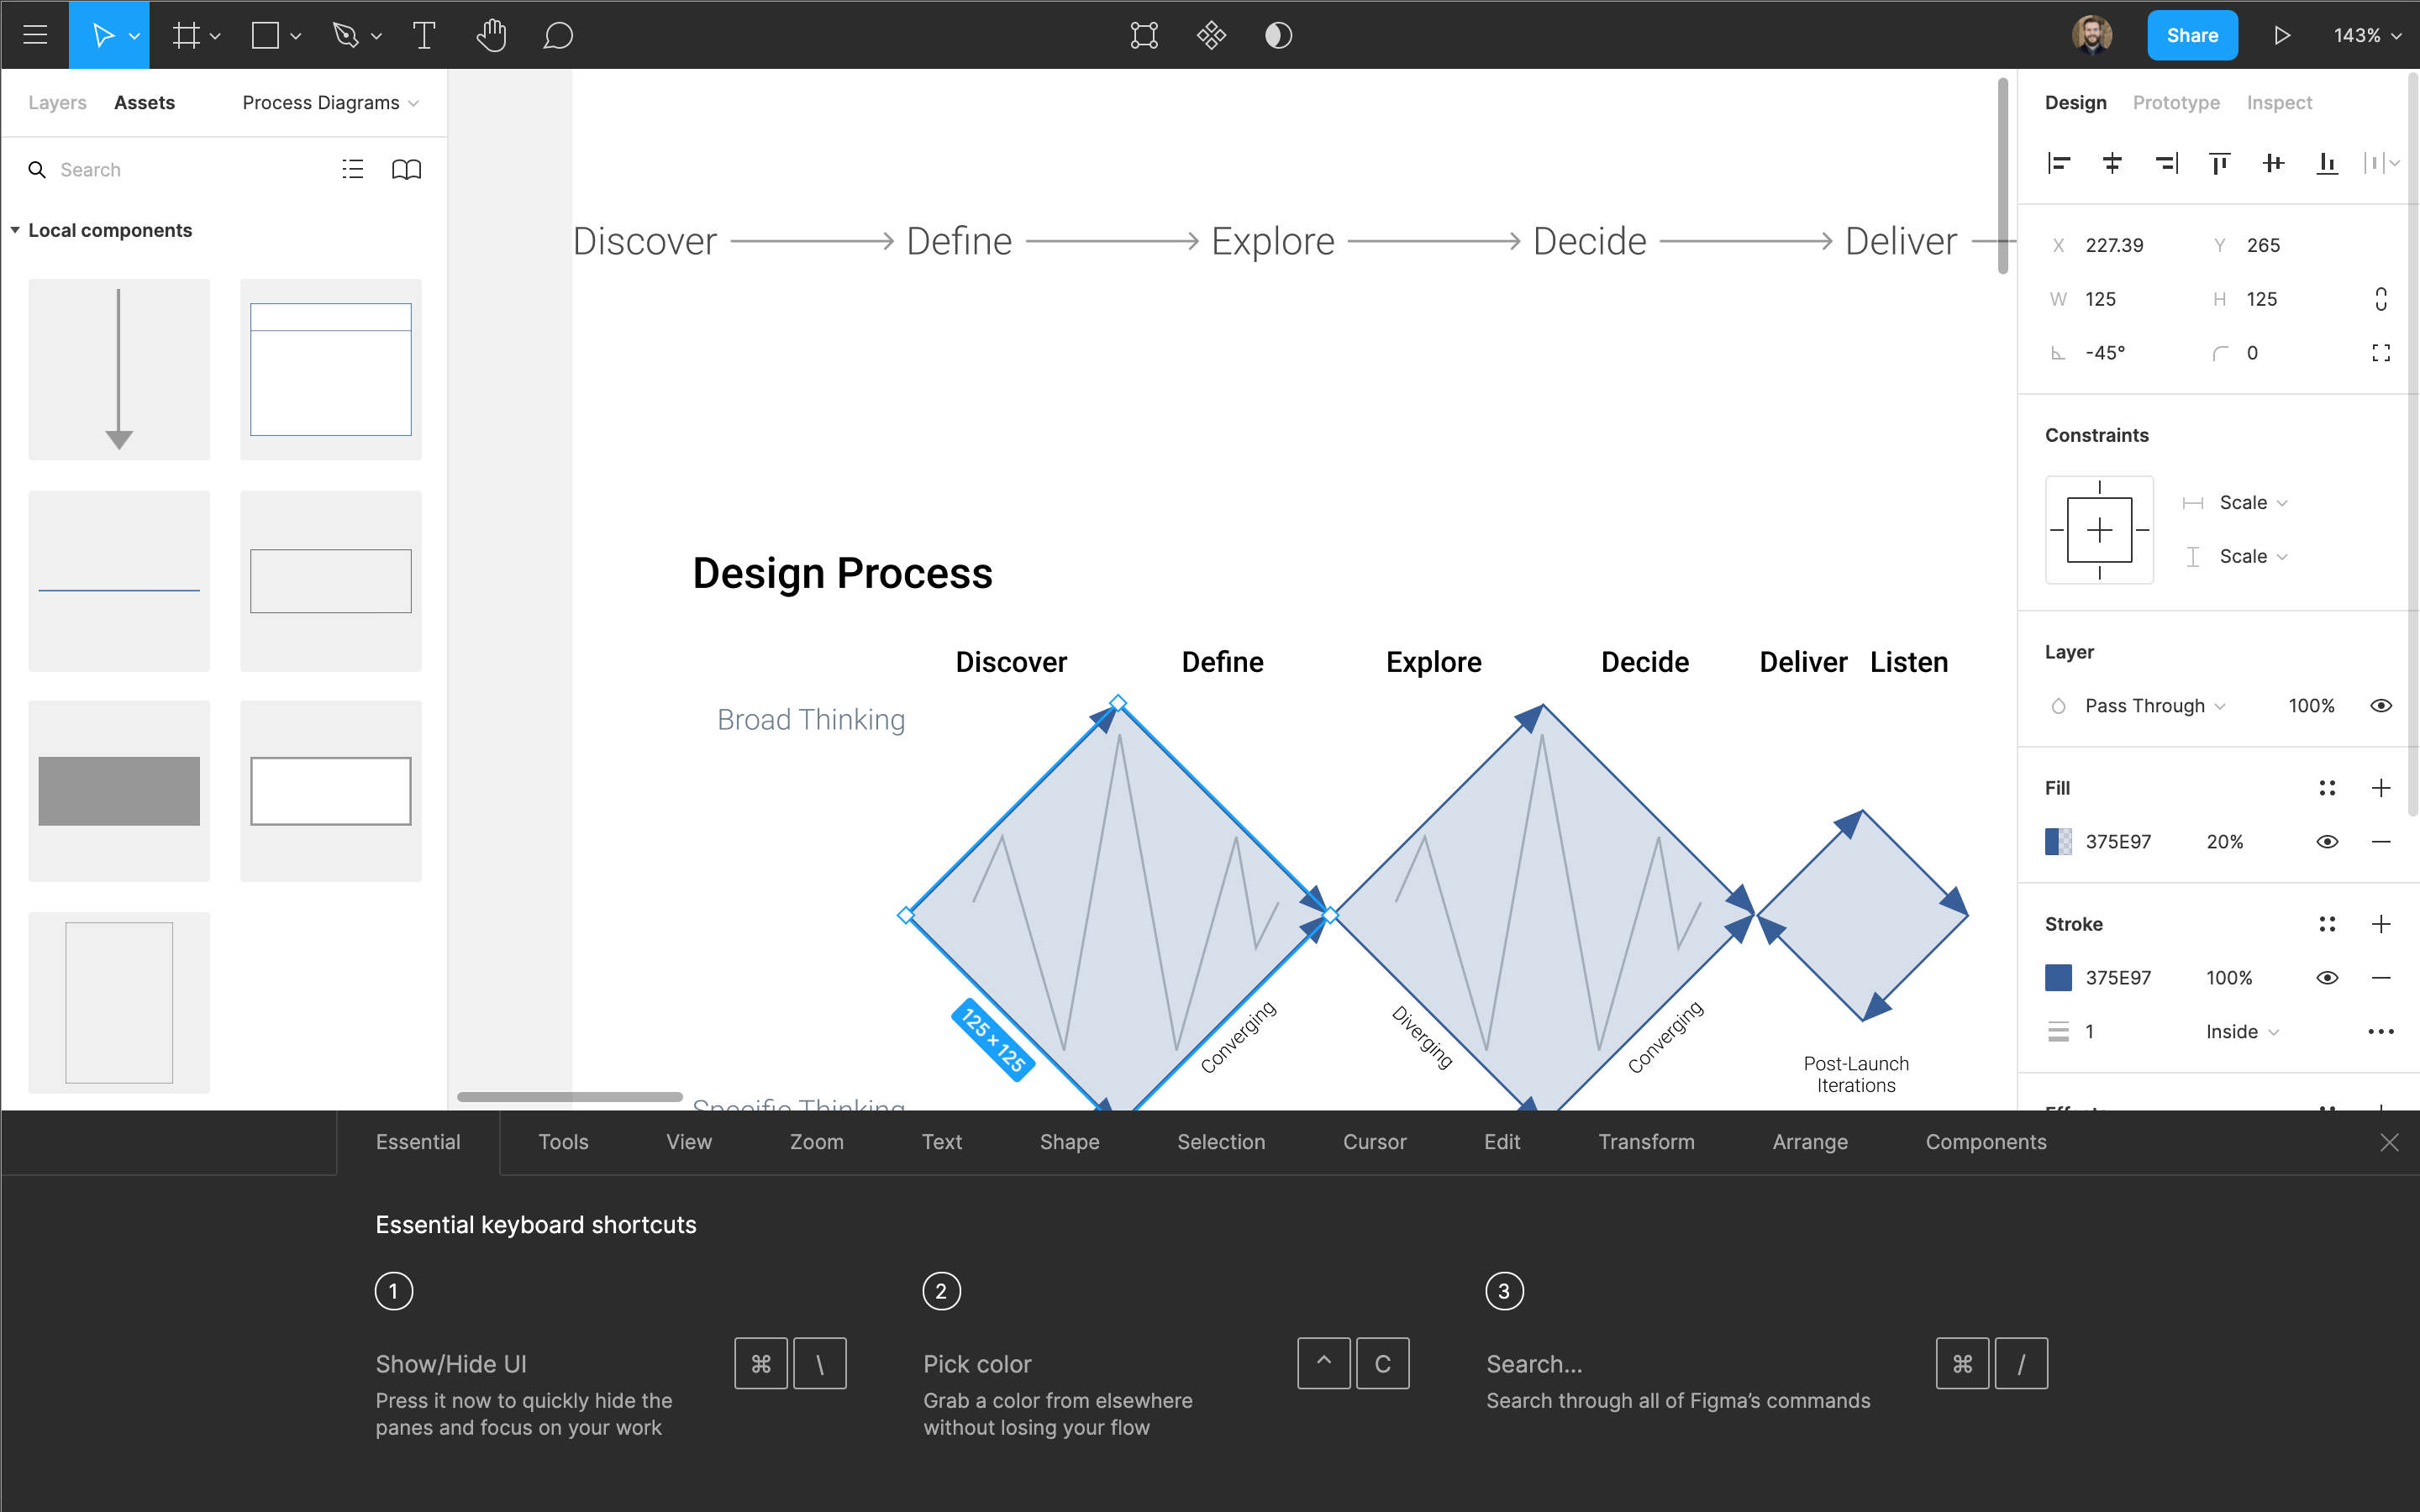 Share
143%
Layers
Assets
Process Diagrams
Search
Local components
Discover
Define
Explore
Decide
Deliver
Design Process
Discover
Define
Explore
Decide
Deliver
Listen
Broad Thinking
125 × 125
Converging
Diverging
Converging
Post-Launch
Iterations
Specific Thinking
Design
Prototype
Inspect
X 227.39
Y 265
W 125
H 125
-45°
0
Constraints
Scale
Scale
Layer
Pass Through
100%
Fill
375E97
20%
Stroke
375E97
100%
1
Inside
Effects
Essential
Tools
View
Zoom
Text
Shape
Selection
Cursor
Edit
Transform
Arrange
Components
Essential keyboard shortcuts
1
Show/Hide UI
⌘ \
Press it now to quickly hide the
panes and focus on your work
2
Pick color
^ C
Grab a color from elsewhere
without losing your flow
3
Search...
⌘ /
Search through all of Figma’s commands